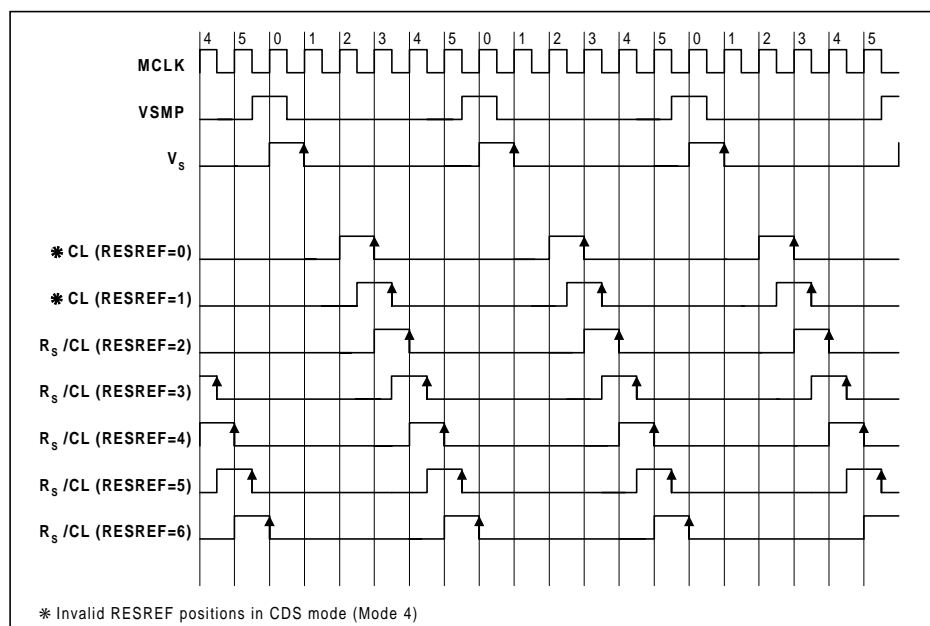 4 5 0 1 2 3 4 5 0 1 2 3 4 5 0 1 2 3 4 5
MCLK
VSMP
Vs
✱ CL (RESREF=0)
✱ CL (RESREF=1)
Rs /CL (RESREF=2)
Rs /CL (RESREF=3)
Rs /CL (RESREF=4)
Rs /CL (RESREF=5)
Rs /CL (RESREF=6)
✱ Invalid RESREF positions in CDS mode (Mode 4)